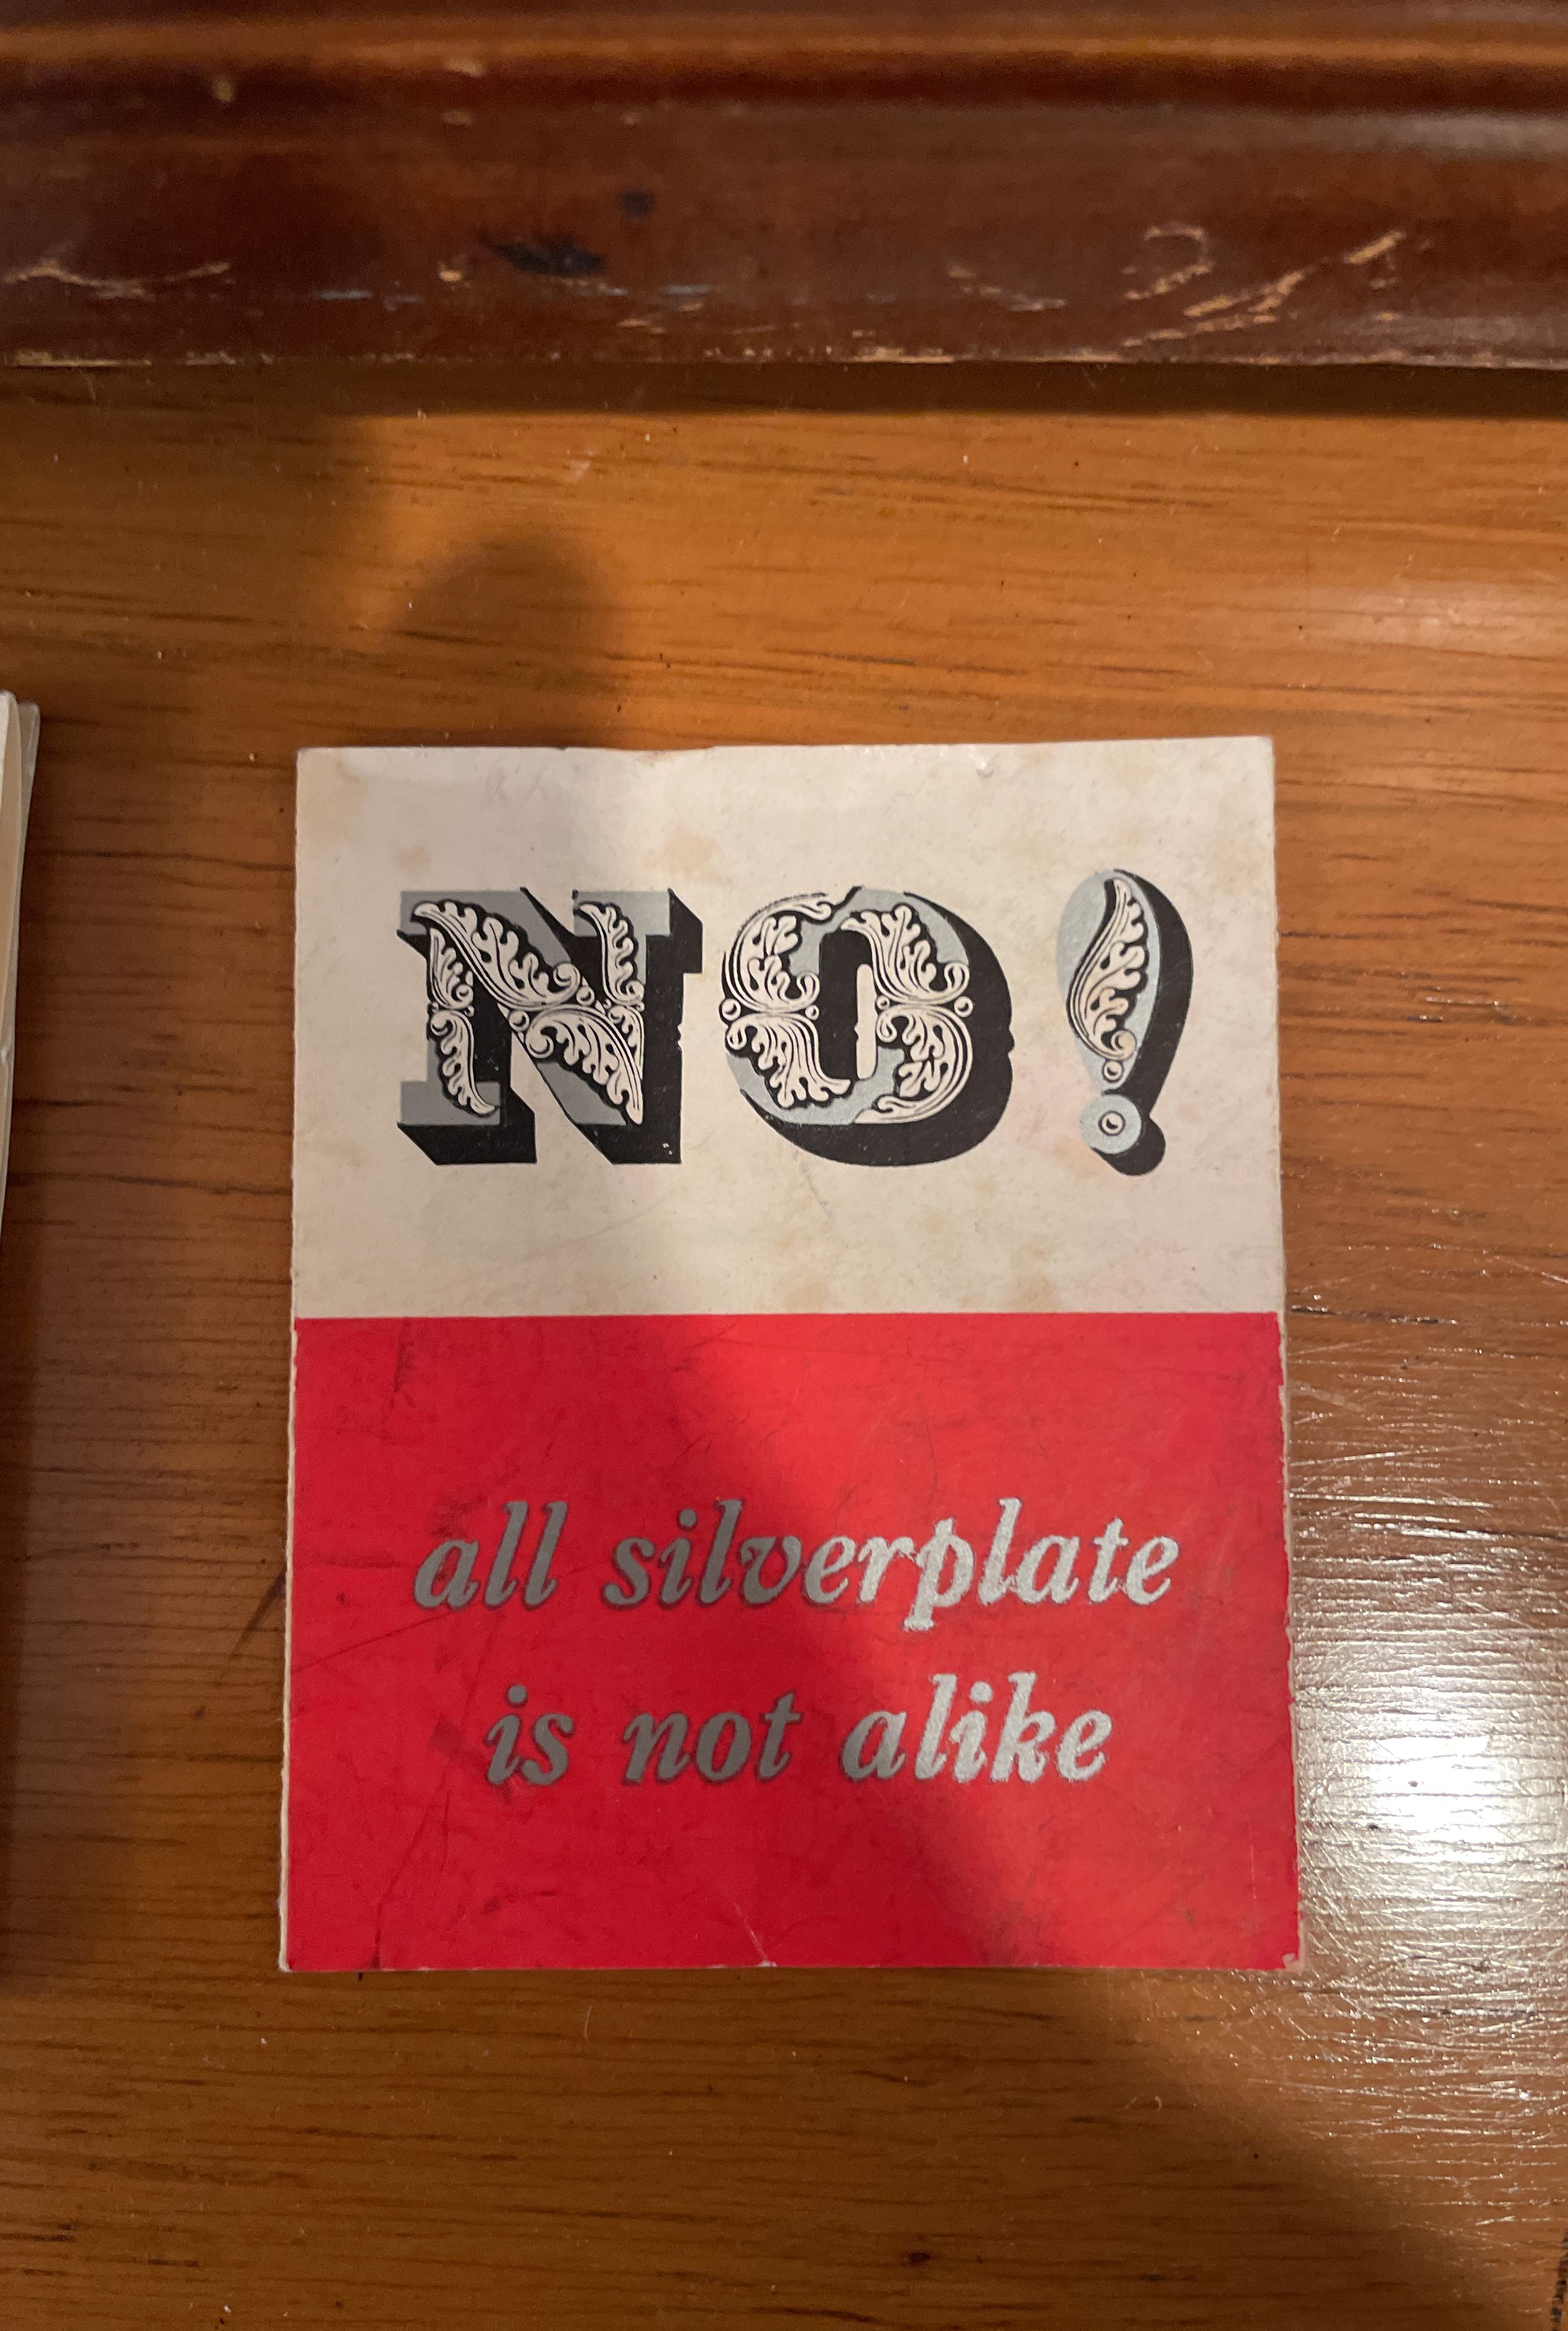 NO!
all silverplate
is not alike